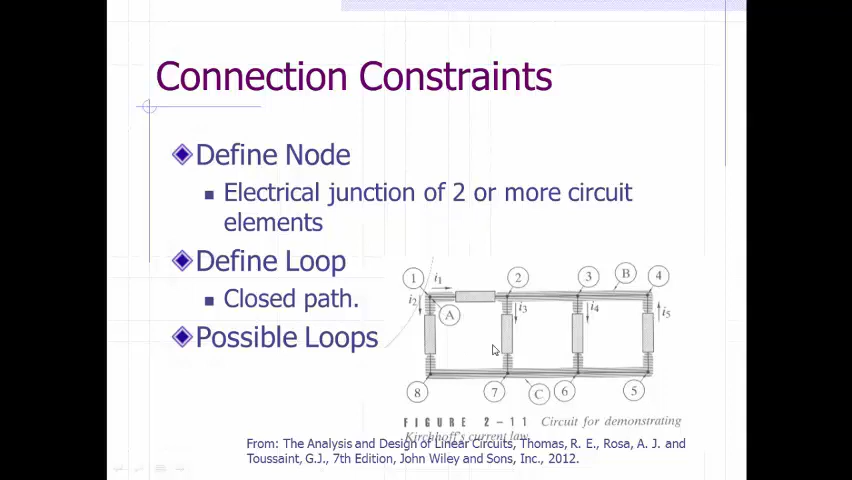 Connection Constraints
Define Node
Electrical junction of 2 or more circuit
elements
Define Loop
Closed path.
Possible Loops
1 i1 2 3 B 4
i2 A i3 i4 i5
8 7 C 6 5
FIGURE 2-11 Circuit for demonstrating
Kirchhoff's current law.
From: The Analysis and Design of Linear Circuits, Thomas, R. E., Rosa, A. J. and
Toussaint, G.J., 7th Edition, John Wiley and Sons, Inc., 2012.